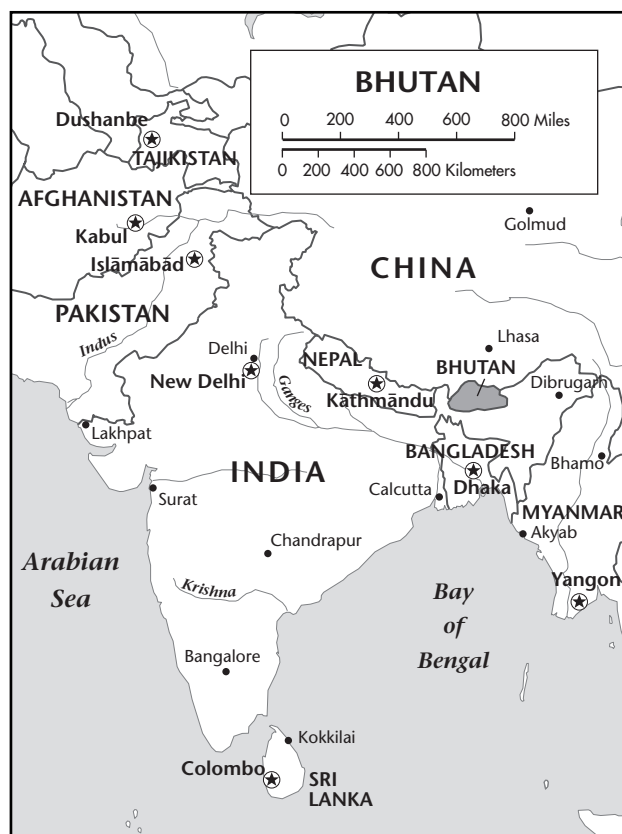 BHUTAN
0 200 400 600 800 Miles
0 200 400 600 800 Kilometers
Dushanbe
TAJIKISTAN
AFGHANISTAN
Kabul
Islāmābād
Golmud
CHINA
PAKISTAN
Indus
Delhi
New Delhi
Ganges
NEPAL
Kāthmāndu
Lhasa
BHUTAN
Dibrugarh
Lakhpat
BANGLADESH
Dhaka
Bhamo
INDIA
Surat
Calcutta
MYANMAR
Akyab
Chandrapur
Arabian
Sea
Krishna
Yangon
Bay
of
Bengal
Bangalore
Kokkilai
Colombo
SRI
LANKA